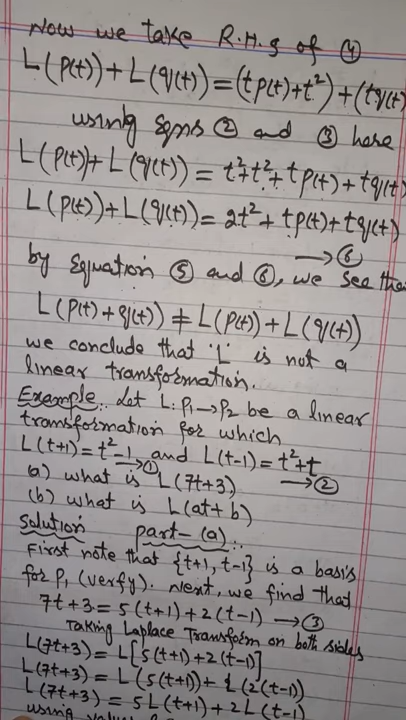 Now we take R.H.S of ④
L(p(t))+L(q(t))=(tp(t)+t²)+(tq(t)
using Eqns ② and ③ here
L(p(t))+L(q(t))= t²+t²+tp(t)+tq(t)
L(p(t))+L(q(t))= 2t²+tp(t)+tq(t)
→⑥
by Equation ⑤ and ⑥, we see tha
L(p(t)+q(t)) ≠ L(p(t))+L(q(t))
we conclude that 'L' is not a
linear transformation.
Example:. Let L:P₁→P₂ be a linear
transformation for which
L(t+1)=t²-1 →① and L(t-1)=t²+t →②
(a) what is L(7t+3)
(b) what is L(at+b)
Solution part-(a):.
First note that {t+1,t-1} is a basis
for P₁ (verfy). Next, we find that
7t+3=5(t+1)+2(t-1) →③
Taking Laplace Transform on both sides
L(7t+3)=L[5(t+1)+2(t-1)]
L(7t+3)=L(5(t+1))+L(2(t-1))
L(7t+3)=5L(t+1)+2L(t-1)
using